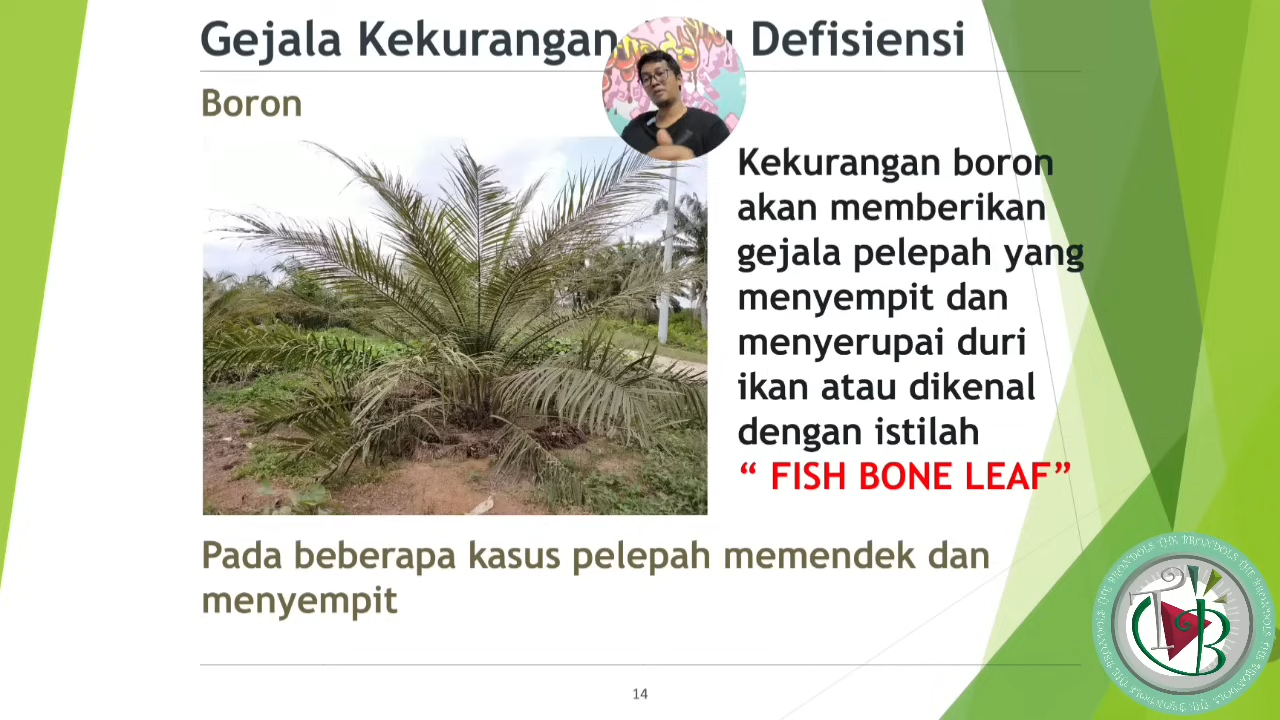 Gejala Kekurangan Defisiensi
Boron
Kekurangan boron
akan memberikan
gejala pelepah yang
menyempit dan
menyerupai duri
ikan atau dikenal
dengan istilah
“ FISH BONE LEAF”
Pada beberapa kasus pelepah memendek dan
menyempit
14